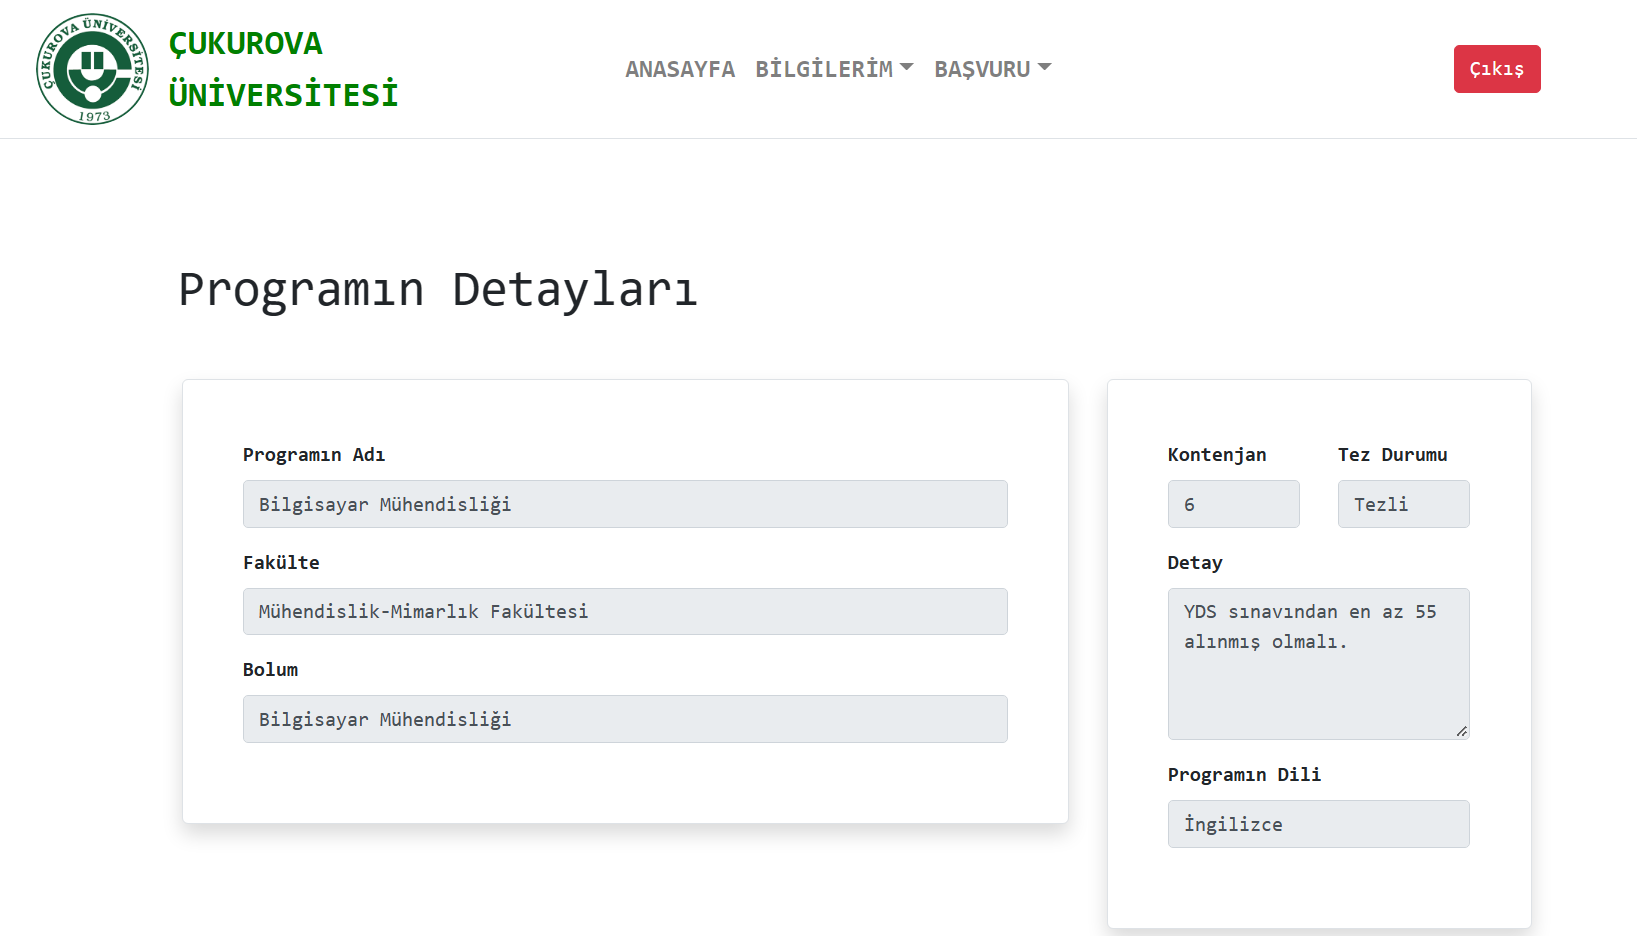 ÇUKUROVA ÜNİVERSİTESİ
1973
ÇUKUROVA
ÜNİVERSİTESİ
ANASAYFA BİLGİLERİM BAŞVURU
Çıkış
Programın Detayları
Programın Adı
Bilgisayar Mühendisliği
Fakülte
Mühendislik-Mimarlık Fakültesi
Bolum
Bilgisayar Mühendisliği
Kontenjan Tez Durumu
6 Tezli
Detay
YDS sınavından en az 55
alınmış olmalı.
Programın Dili
İngilizce